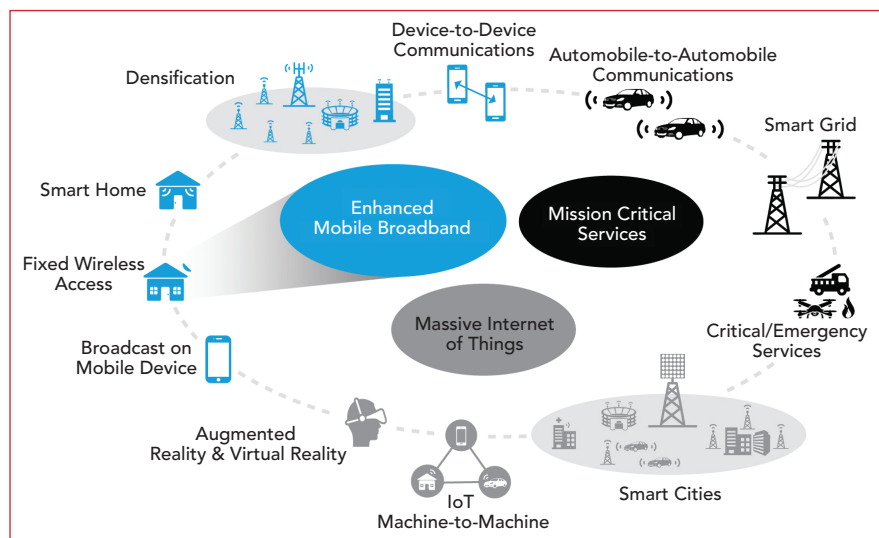 Device-to-Device
Communications
Automobile-to-Automobile
Communications
Densification
Smart Grid
Smart Home
Enhanced
Mobile Broadband
Mission Critical
Services
Fixed Wireless
Access
Massive Internet
of Things
Critical/Emergency
Services
Broadcast on
Mobile Device
Augmented
Reality & Virtual Reality
IoT
Machine-to-Machine
Smart Cities